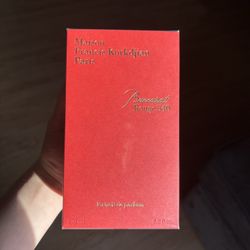 Maison
Francis Kurkdjian
Paris
Baccarat
Rouge 540
Extrait de parfum